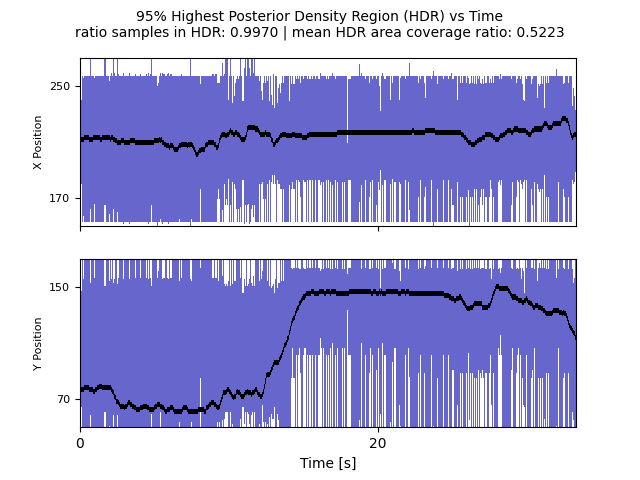 95% Highest Posterior Density Region (HDR) vs Time
ratio samples in HDR: 0.9970 | mean HDR area coverage ratio: 0.5223
250
170
X Position
150
70
Y Position
0 20
Time [s]